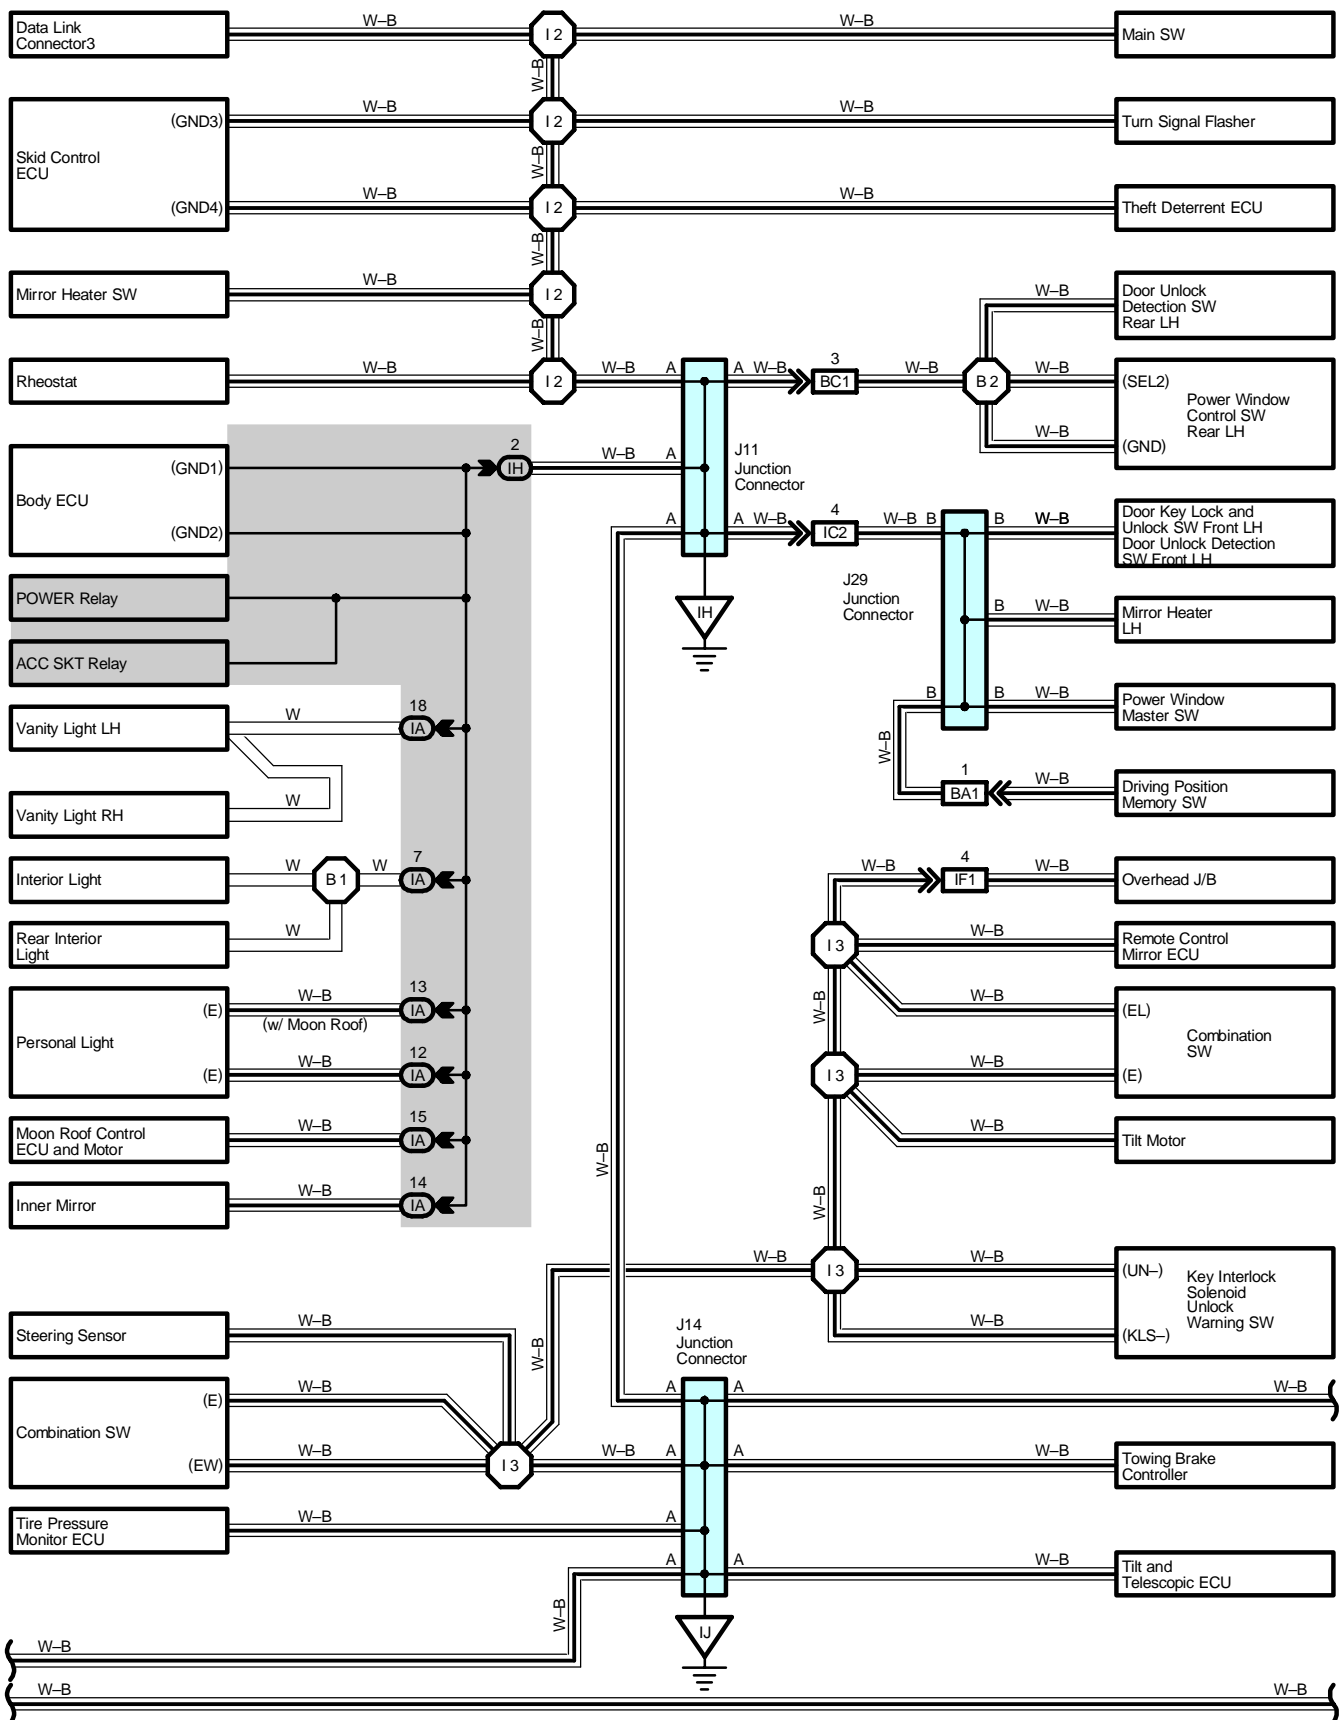 Data Link
Connector3
W–B
I 2
W–B
Main SW
W–B
Skid Control
ECU
(GND3)
W–B
I 2
W–B
Turn Signal Flasher
W–B
(GND4)
W–B
I 2
W–B
Theft Deterrent ECU
W–B
Mirror Heater SW
W–B
I 2
W–B
Door Unlock
Detection SW
Rear LH
W–B
Rheostat
W–B
I 2
W–B
A
A
W–B
3
BC1
W–B
B 2
W–B
(SEL2)
Power Window
Control SW
Rear LH
W–B
(GND)
Body ECU
(GND1)
2
IH
W–B
A
J11
Junction
Connector
(GND2)
A
A
W–B
4
IC2
W–B
B
B
W–B
Door Key Lock and
Unlock SW Front LH
Door Unlock Detection
SW Front LH
J29
Junction
Connector
POWER Relay
IH
B
W–B
Mirror Heater
LH
ACC SKT Relay
Vanity Light LH
W
18
IA
B
B
W–B
Power Window
Master SW
W–B
Vanity Light RH
W
1
BA1
W–B
Driving Position
Memory SW
Interior Light
W
B 1
W
7
IA
W–B
4
IF1
W–B
Overhead J/B
Rear Interior
Light
W
I 3
W–B
Remote Control
Mirror ECU
Personal Light
(E)
W–B
(w/ Moon Roof)
13
IA
W–B
W–B
(EL)
Combination
SW
(E)
W–B
12
IA
I 3
W–B
(E)
Moon Roof Control
ECU and Motor
W–B
15
IA
W–B
W–B
Tilt Motor
Inner Mirror
W–B
14
IA
W–B
W–B
I 3
W–B
(UN–)
Key Interlock
Solenoid
Unlock
Warning SW
Steering Sensor
W–B
W–B
J14
Junction
Connector
W–B
(KLS–)
Combination SW
(E)
W–B
A
A
W–B
(EW)
W–B
I 3
W–B
A
A
W–B
Towing Brake
Controller
Tire Pressure
Monitor ECU
W–B
A
A
A
W–B
Tilt and
Telescopic ECU
W–B
IJ
W–B
W–B
W–B